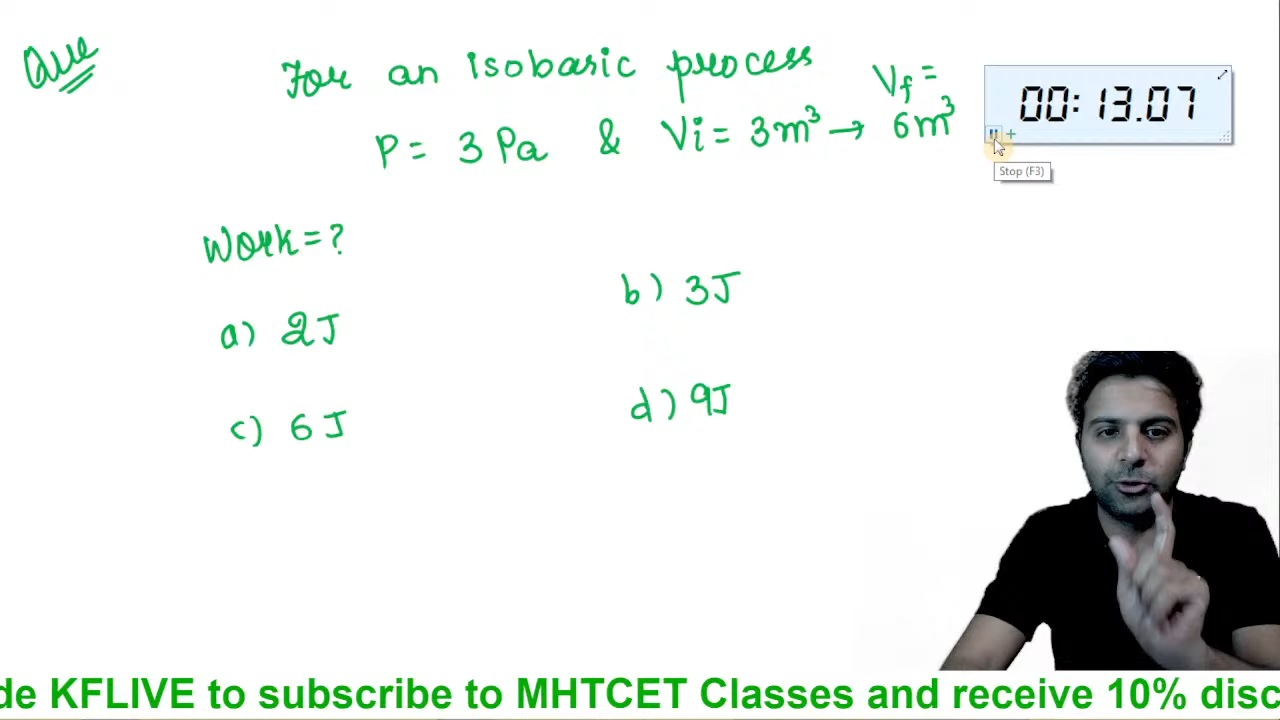 Que
For an isobaric process
P = 3 Pa & Vi = 3m³ → Vf = 6m³
00:13.07
Stop (F3)
Work = ?
a) 2J
b) 3J
c) 6J
d) 9J
de KFLIVE to subscribe to MHTCET Classes and receive 10% disc